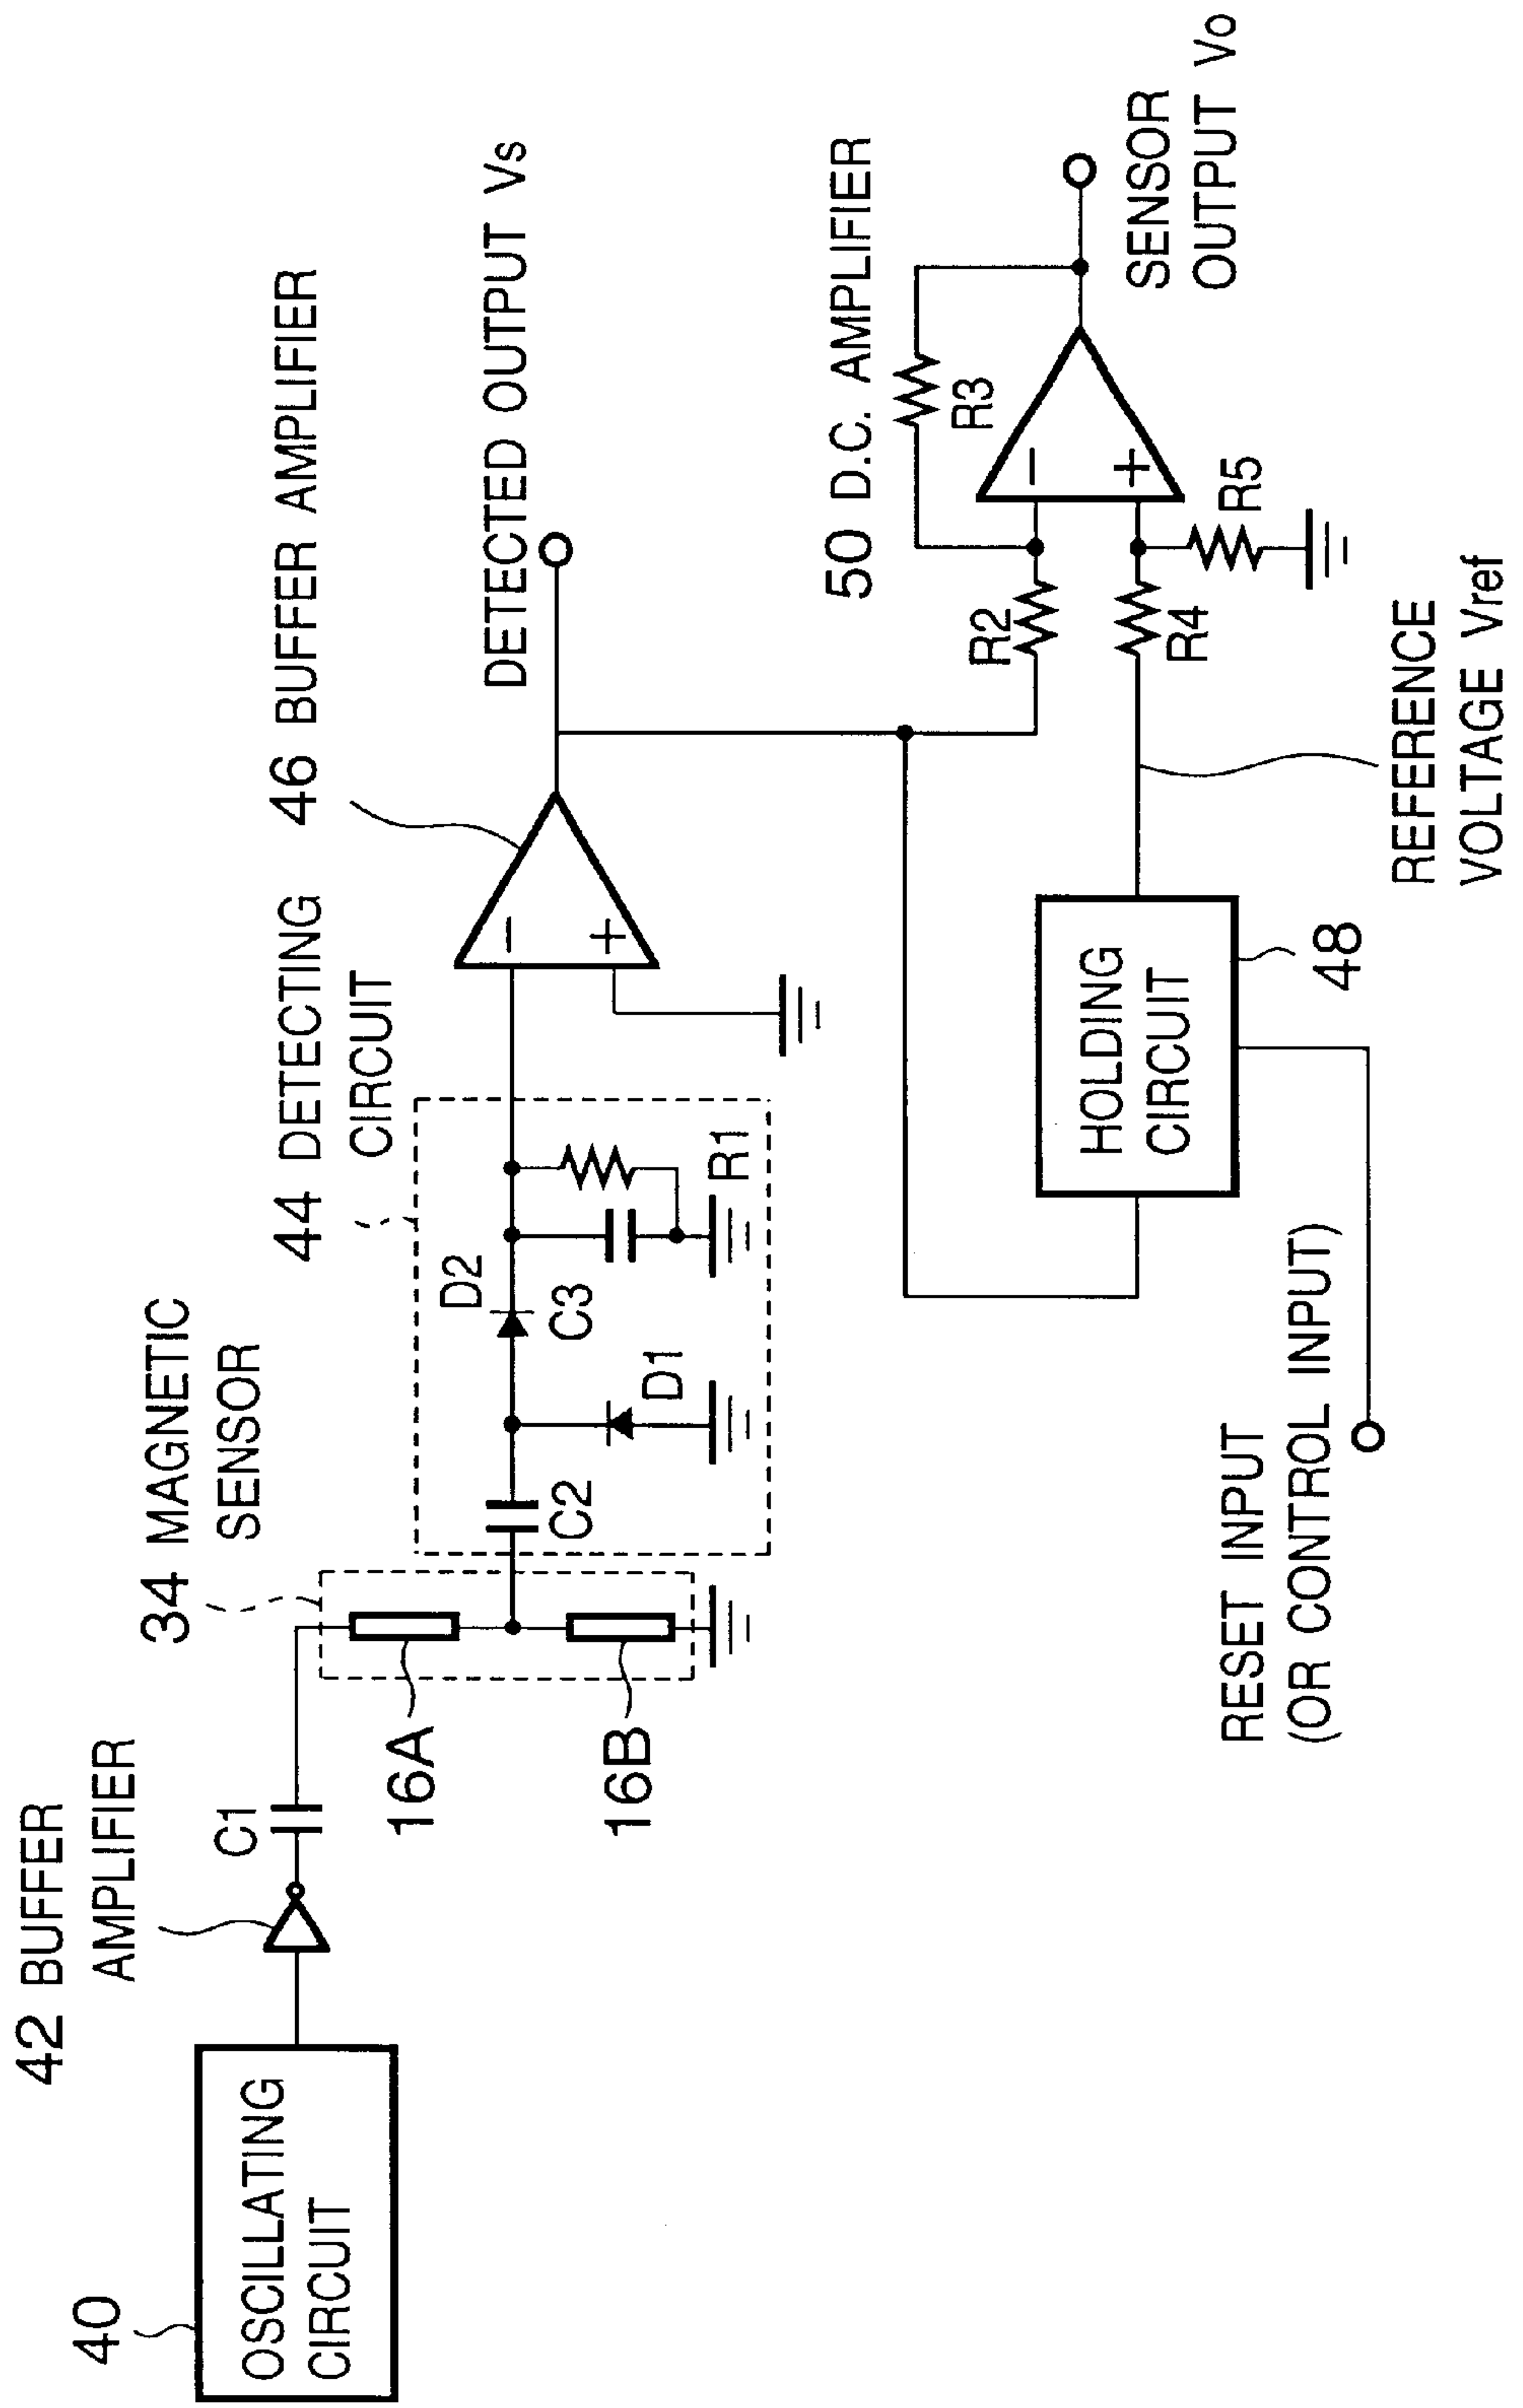 40
OSCILLATING
CIRCUIT
42 BUFFER
AMPLIFIER
C1
34 MAGNETIC
SENSOR
16A
16B
44 DETECTING
CIRCUIT
C2
D1
D2
C3
R1
46 BUFFER AMPLIFIER
−
+
DETECTED OUTPUT Vs
50 D.C. AMPLIFIER
R2
R3
R4
R5
−
+
SENSOR
OUTPUT Vo
HOLDING
CIRCUIT
48
REFERENCE
VOLTAGE Vref
RESET INPUT
(OR CONTROL INPUT)